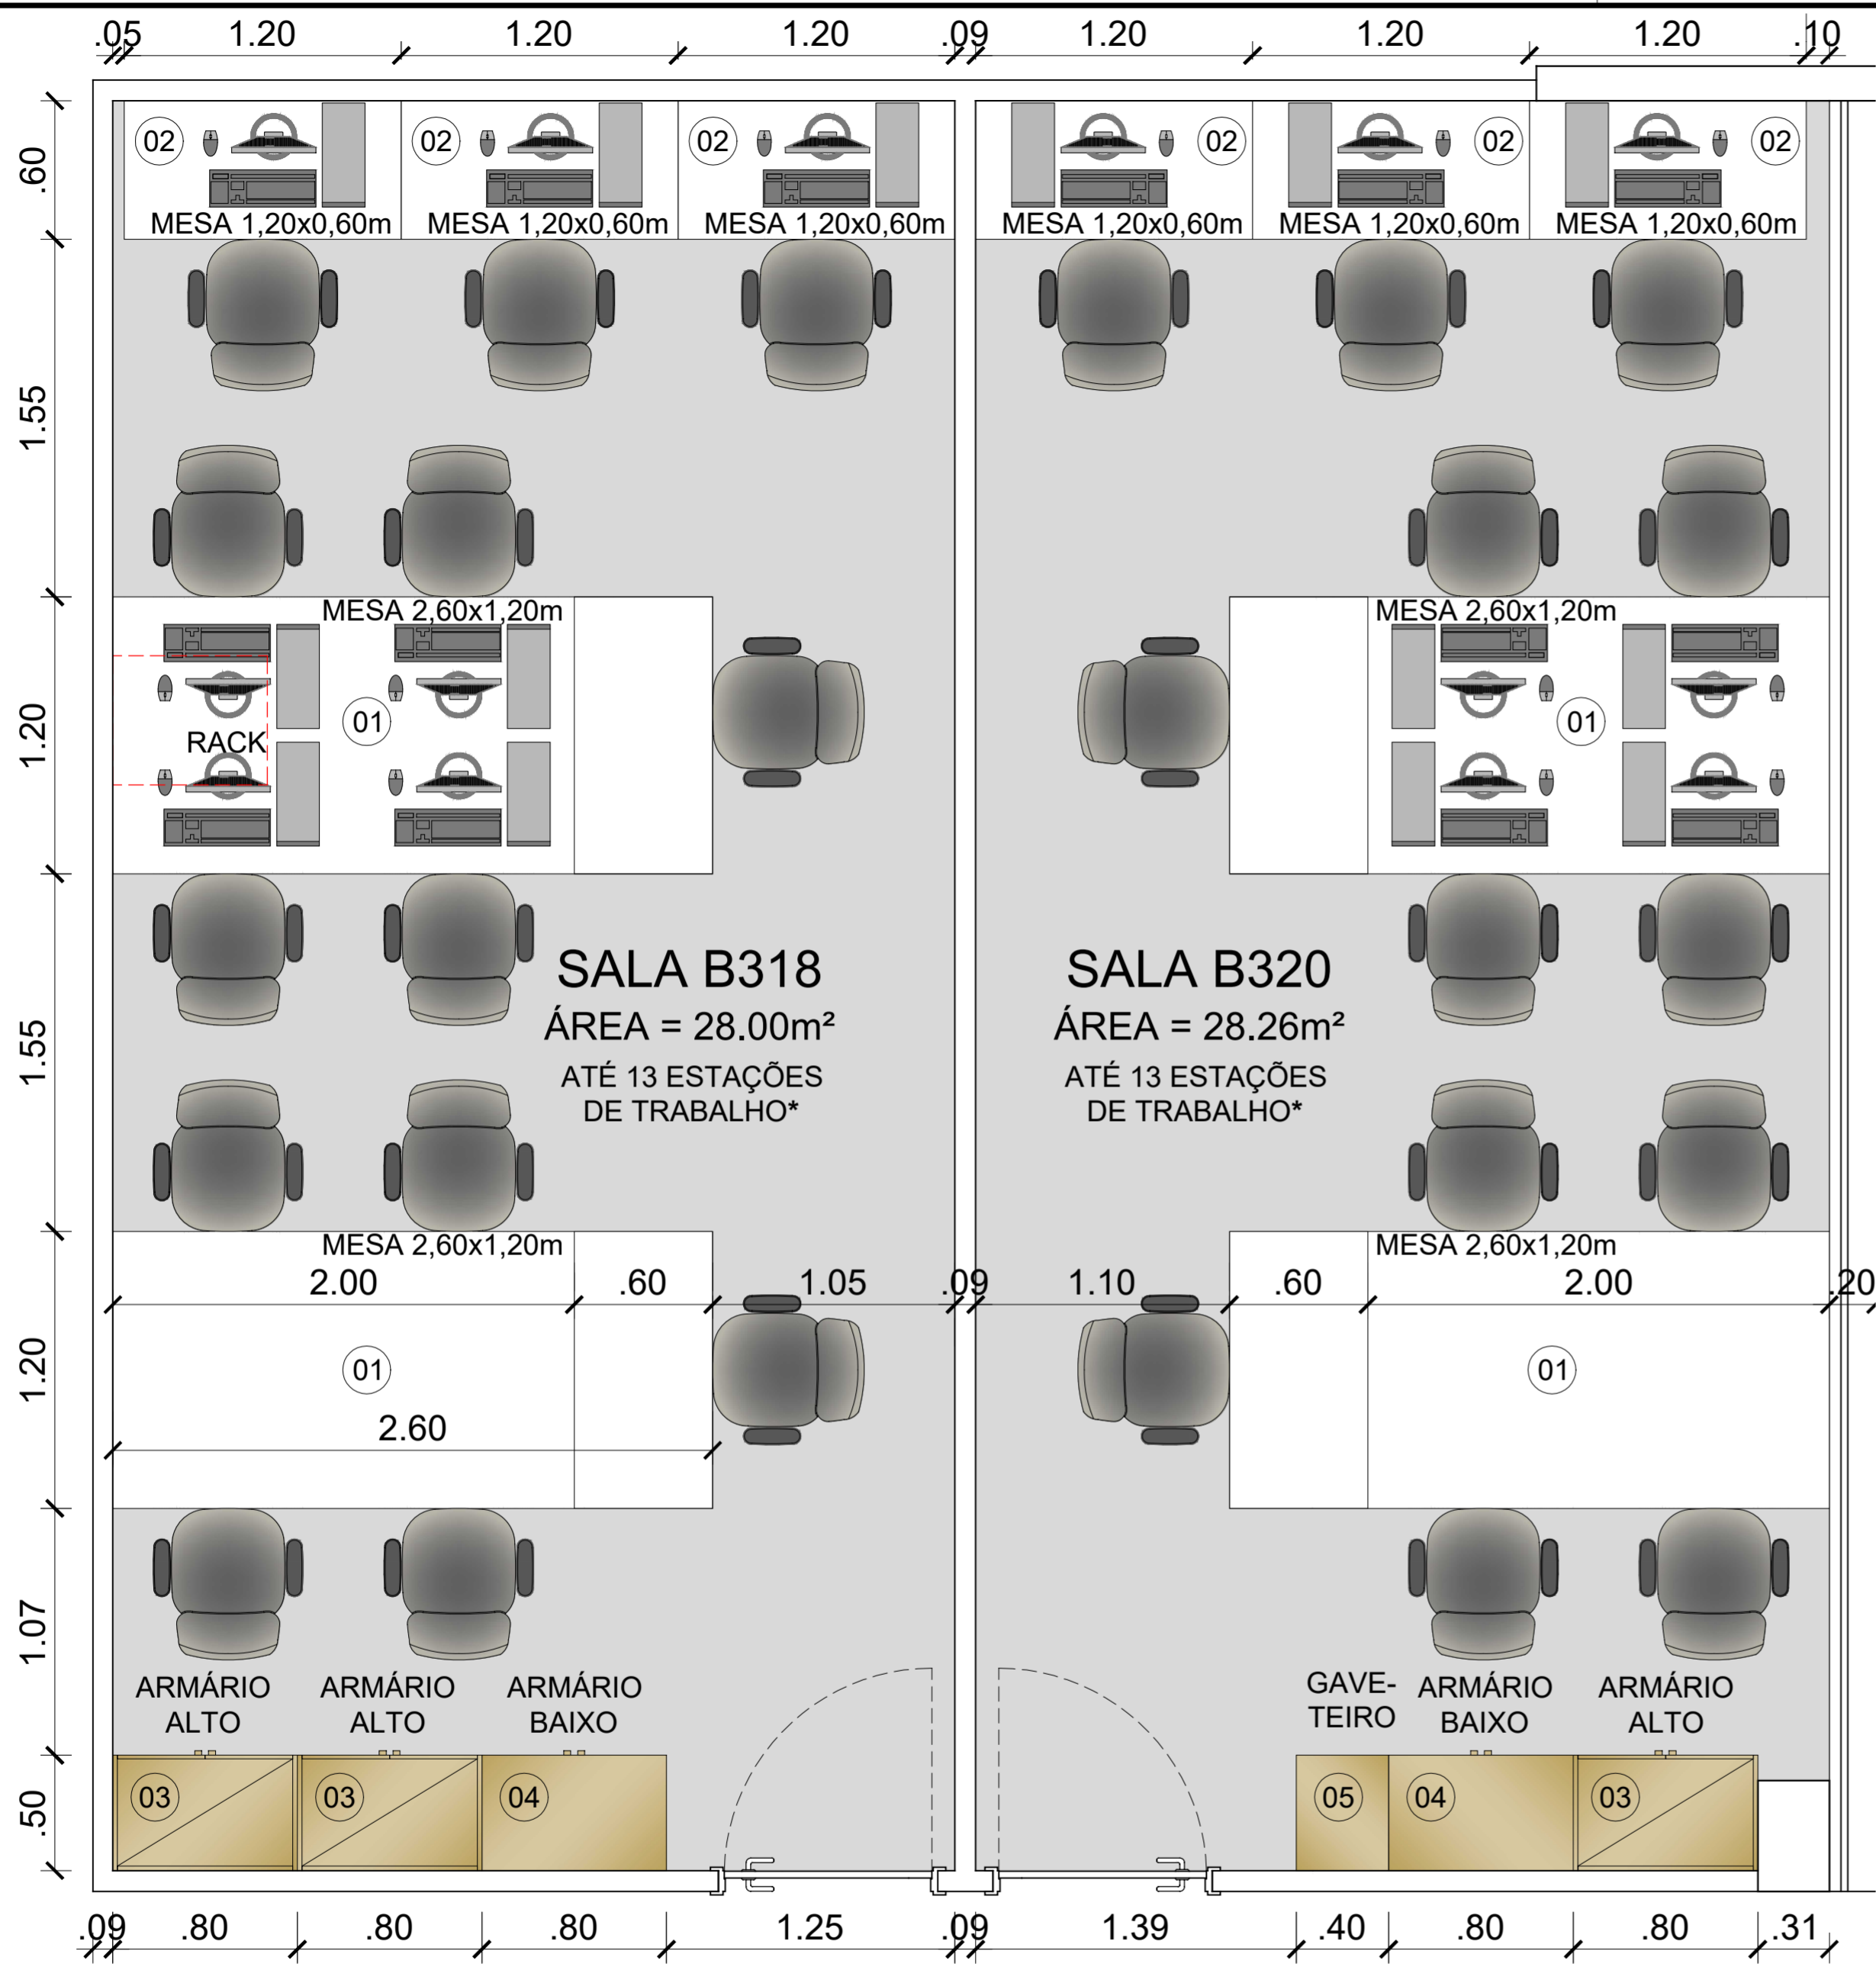 .05 1.20 1.20 1.20 .09 1.20 1.20 1.20 .10
02 02 02 02 02 02
MESA 1,20x0,60m MESA 1,20x0,60m MESA 1,20x0,60m MESA 1,20x0,60m MESA 1,20x0,60m MESA 1,20x0,60m
.60
1.55
MESA 2,60x1,20m MESA 2,60x1,20m
01 01
RACK
1.20
SALA B318
ÁREA = 28.00m²
ATÉ 13 ESTAÇÕES
DE TRABALHO*
SALA B320
ÁREA = 28.26m²
ATÉ 13 ESTAÇÕES
DE TRABALHO*
1.55
MESA 2,60x1,20m MESA 2,60x1,20m
2.00 .60 1.05 .09 1.10 .60 2.00 .20
1.20
01 01
2.60
1.07
ARMÁRIO
ALTO
ARMÁRIO
ALTO
ARMÁRIO
BAIXO
GAVE-
TEIRO
ARMÁRIO
BAIXO
ARMÁRIO
ALTO
.50
03 03 04 05 04 03
.09 .80 .80 .80 1.25 .09 1.39 .40 .80 .80 .31